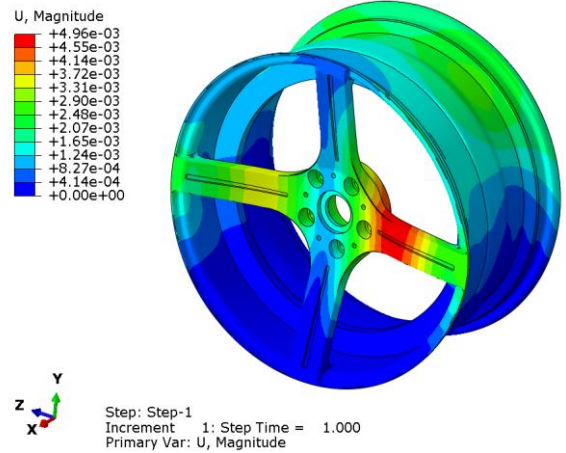 U, Magnitude
+4.96e-03
+4.55e-03
+4.14e-03
+3.72e-03
+3.31e-03
+2.90e-03
+2.48e-03
+2.07e-03
+1.65e-03
+1.24e-03
+8.27e-04
+4.14e-04
+0.00e+00
Y
Z
X
Step: Step-1
Increment 1: Step Time = 1.000
Primary Var: U, Magnitude